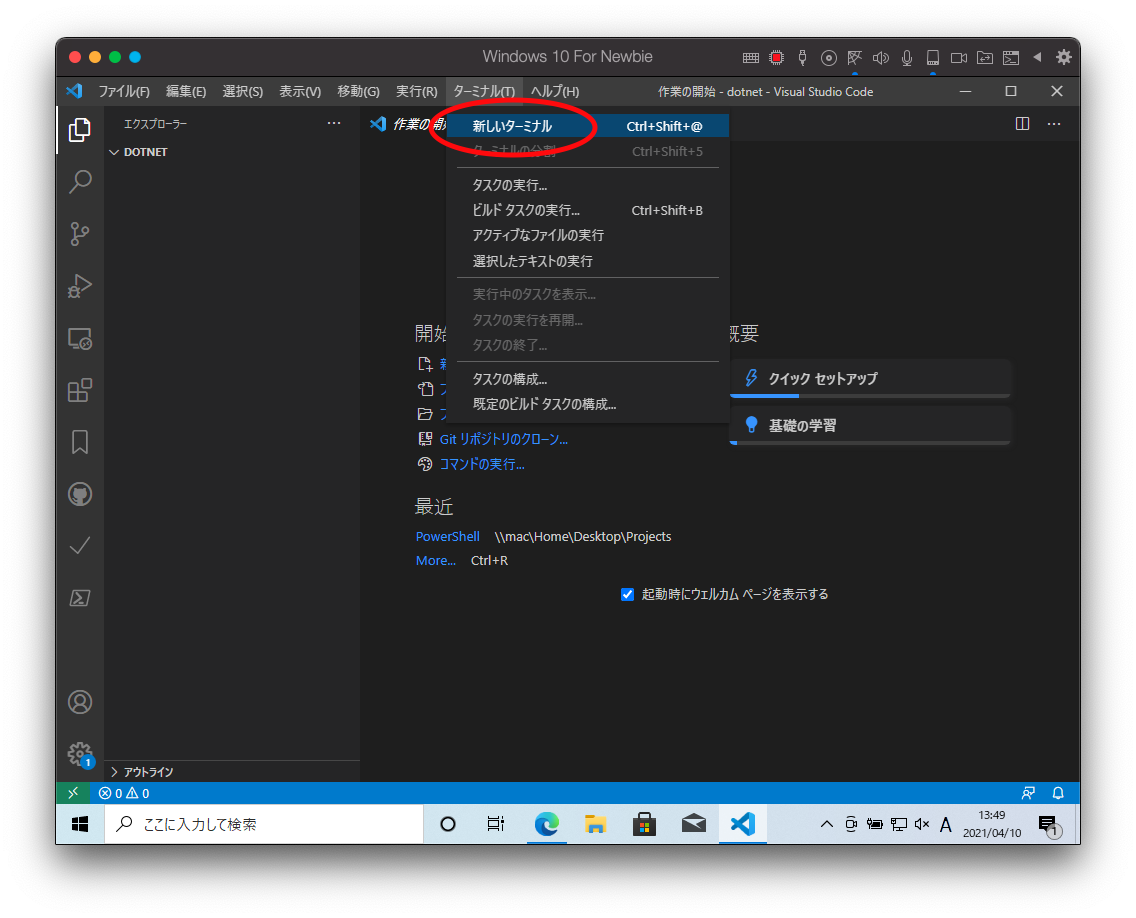 Windows 10 For Newbie
ファイル(F) 編集(E) 選択(S) 表示(V) 移動(G) 実行(R) ターミナル(T) ヘルプ(H) 作業の開始 - dotnet - Visual Studio Code
エクスプローラー
DOTNET
アウトライン
作業の開
新しいターミナル Ctrl+Shift+@
ターミナルの分割 Ctrl+Shift+5
タスクの実行...
ビルド タスクの実行... Ctrl+Shift+B
アクティブなファイルの実行
選択したテキストの実行
実行中のタスクを表示...
タスクの実行を再開...
タスクの終了...
タスクの構成...
既定のビルド タスクの構成...
開始
Git リポジトリのクローン...
コマンドの実行...
最近
PowerShell \\mac\Home\Desktop\Projects
More... Ctrl+R
概要
クイック セットアップ
基礎の学習
起動時にウェルカム ページを表示する
1
0 0
ここに入力して検索
A
13:49
2021/04/10
1